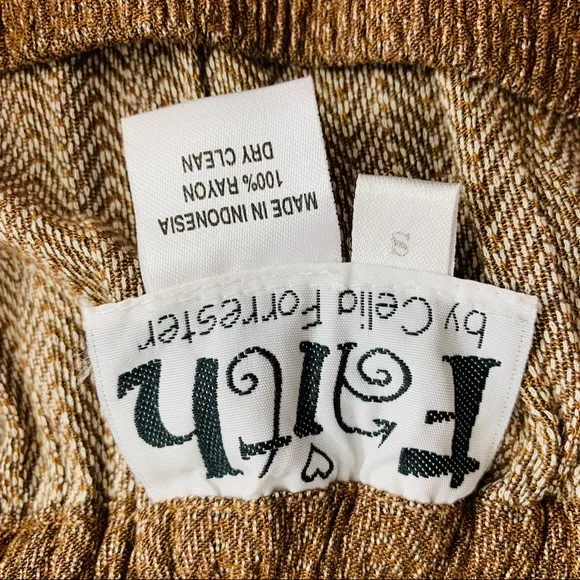 Faith
by Celia Forrester
S
MADE IN INDONESIA
100% RAYON
DRY CLEAN